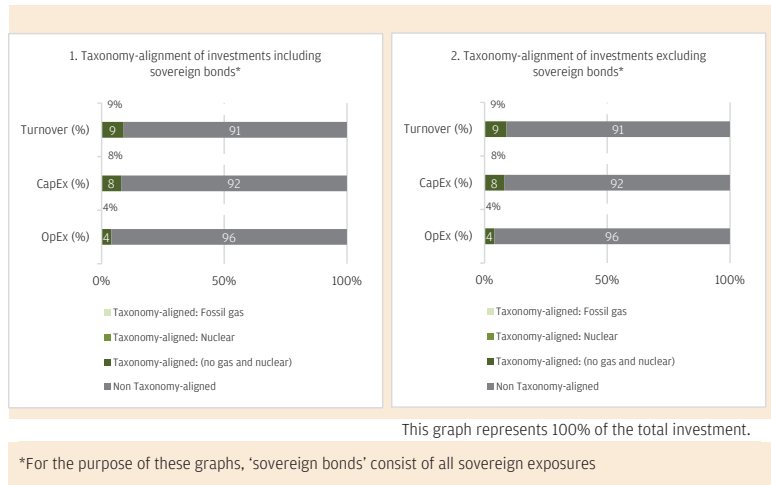 1. Taxonomy-alignment of investments including
sovereign bonds*
9%
Turnover (%) 9 91
8%
CapEx (%) 8 92
4%
OpEx (%) 4 96
0% 50% 100%
Taxonomy-aligned: Fossil gas
Taxonomy-aligned: Nuclear
Taxonomy-aligned: (no gas and nuclear)
Non Taxonomy-aligned
2. Taxonomy-alignment of investments excluding
sovereign bonds*
9%
Turnover (%) 9 91
8%
CapEx (%) 8 92
4%
OpEx (%) 4 96
0% 50% 100%
Taxonomy-aligned: Fossil gas
Taxonomy-aligned: Nuclear
Taxonomy-aligned: (no gas and nuclear)
Non Taxonomy-aligned
This graph represents 100% of the total investment.
*For the purpose of these graphs, ‘sovereign bonds’ consist of all sovereign exposures